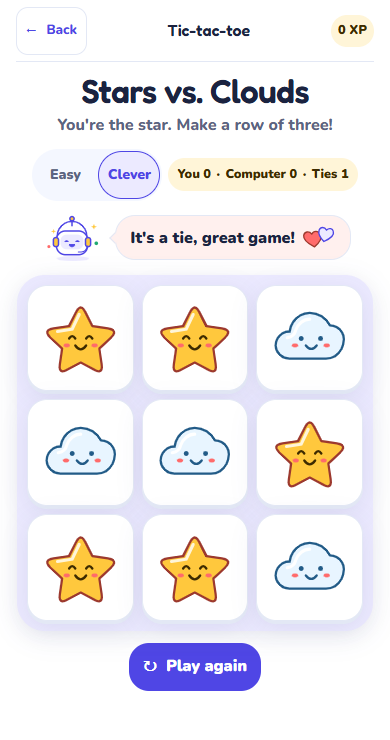 ← Back
Tic-tac-toe
0 XP
Stars vs. Clouds
You're the star. Make a row of three!
Easy
Clever
You 0 · Computer 0 · Ties 1
It's a tie, great game!
↻ Play again